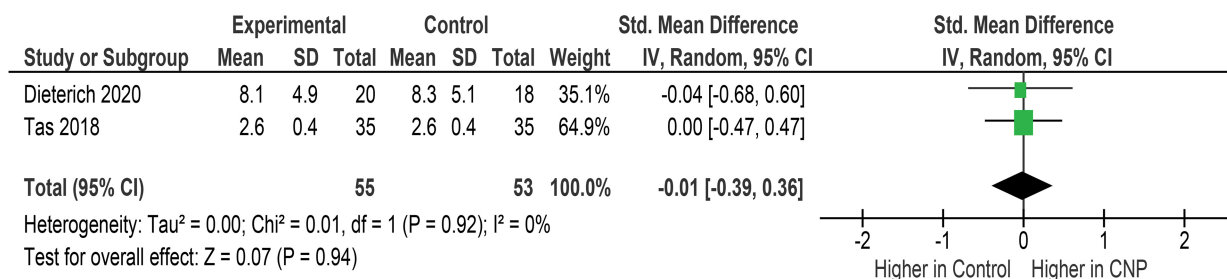 Experimental Control Std. Mean Difference Std. Mean Difference
Study or Subgroup Mean SD Total Mean SD Total Weight IV, Random, 95% CI IV, Random, 95% CI
Dieterich 2020 8.1 4.9 20 8.3 5.1 18 35.1% -0.04 [-0.68, 0.60]
Tas 2018 2.6 0.4 35 2.6 0.4 35 64.9% 0.00 [-0.47, 0.47]
Total (95% CI) 55 53 100.0% -0.01 [-0.39, 0.36]
Heterogeneity: Tau² = 0.00; Chi² = 0.01, df = 1 (P = 0.92); I² = 0%
Test for overall effect: Z = 0.07 (P = 0.94)
-2 -1 0 1 2
Higher in Control Higher in CNP